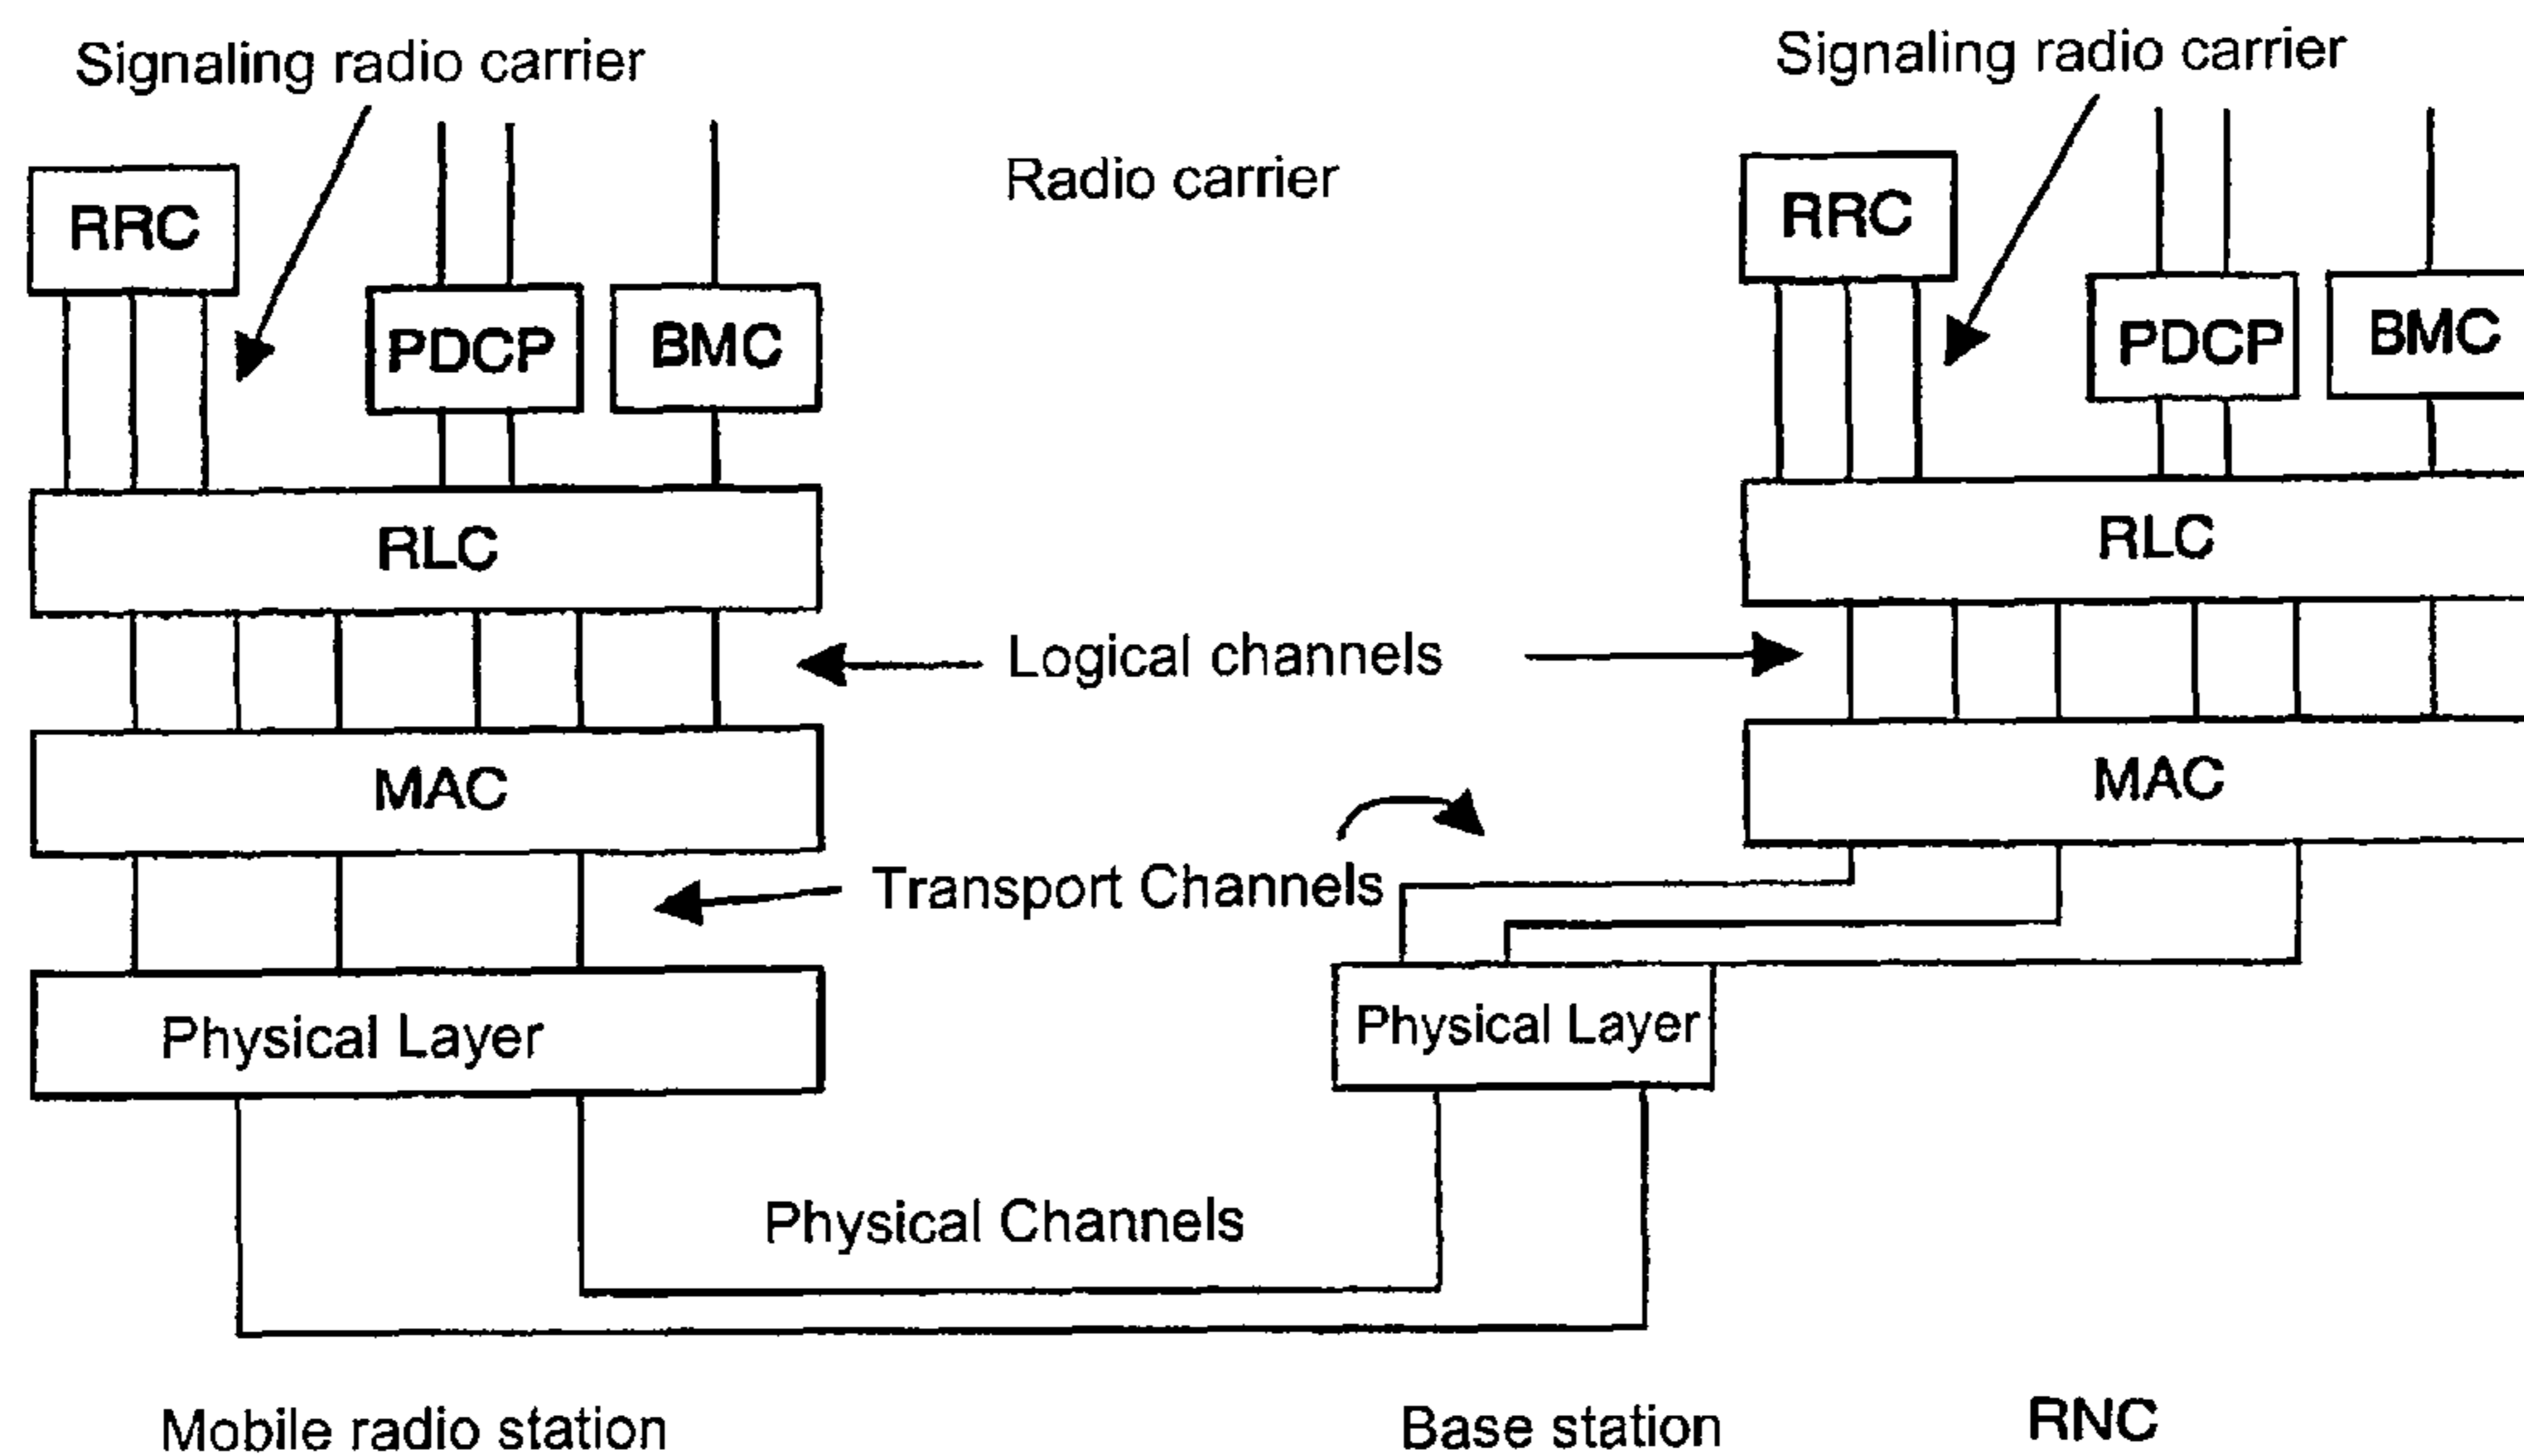 Signaling radio carrier
Signaling radio carrier
Radio carrier
RRC
RRC
PDCP
BMC
PDCP
BMC
RLC
RLC
Logical channels
MAC
MAC
Transport Channels
Physical Layer
Physical Layer
Physical Channels
Mobile radio station
Base station
RNC